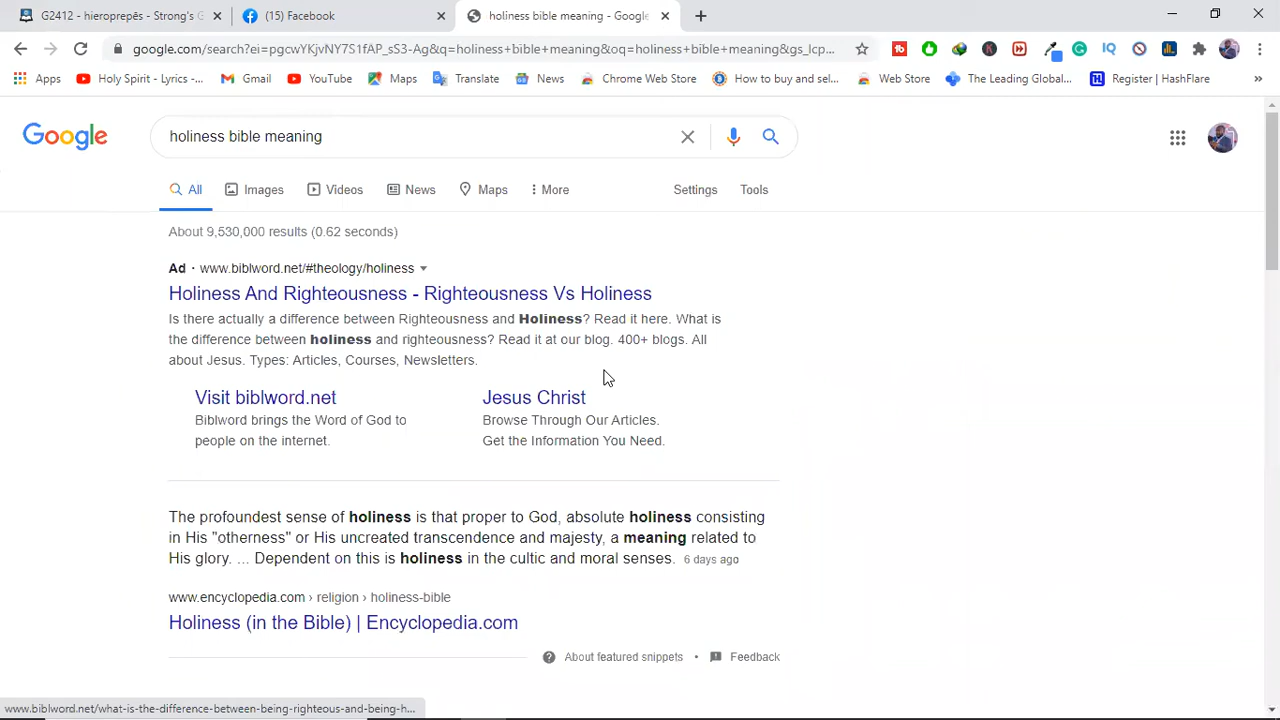 G2412 - hieroprepēs - Strong's G
(15) Facebook
holiness bible meaning - Google
google.com/search?ei=pgcwYKjvNY7S1fAP_sS3-Ag&q=holiness+bible+meaning&oq=holiness+bible+meaning&gs_lcp...
Apps
Holy Spirit - Lyrics -...
Gmail
YouTube
Maps
Translate
News
Chrome Web Store
How to buy and sel...
Web Store
The Leading Global...
Register | HashFlare
»
Google
holiness bible meaning
All
Images
Videos
News
Maps
More
Settings
Tools
About 9,530,000 results (0.62 seconds)
Ad · www.biblword.net/#theology/holiness
Holiness And Righteousness - Righteousness Vs Holiness
Is there actually a difference between Righteousness and Holiness? Read it here. What is
the difference between holiness and righteousness? Read it at our blog. 400+ blogs. All
about Jesus. Types: Articles, Courses, Newsletters.
Visit biblword.net
Biblword brings the Word of God to
people on the internet.
Jesus Christ
Browse Through Our Articles.
Get the Information You Need.
The profoundest sense of holiness is that proper to God, absolute holiness consisting
in His "otherness" or His uncreated transcendence and majesty, a meaning related to
His glory. ... Dependent on this is holiness in the cultic and moral senses. 6 days ago
www.encyclopedia.com › religion › holiness-bible
Holiness (in the Bible) | Encyclopedia.com
About featured snippets • Feedback
www.biblword.net/what-is-the-difference-between-being-righteous-and-being-h...